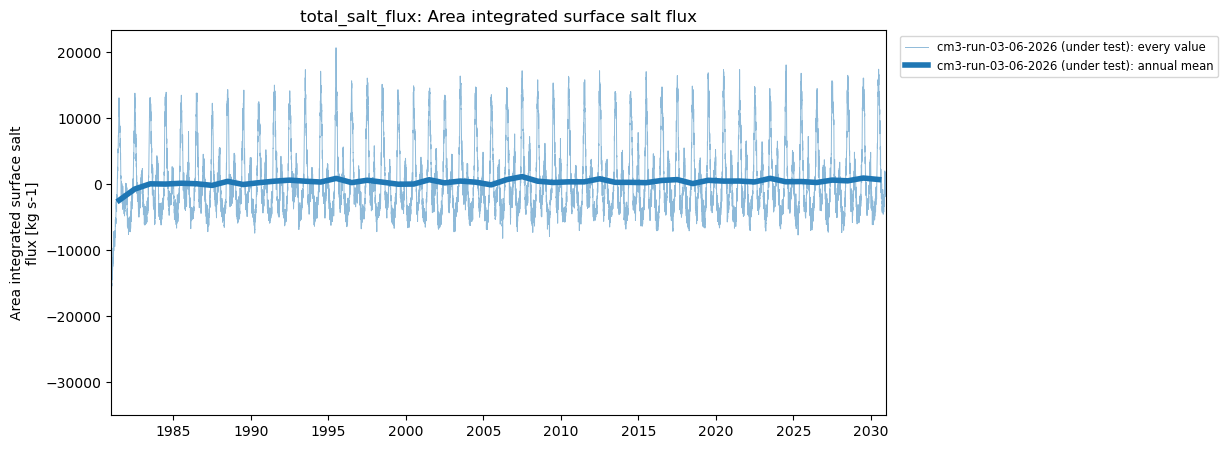 total_salt_flux: Area integrated surface salt flux
cm3-run-03-06-2026 (under test): every value
cm3-run-03-06-2026 (under test): annual mean
Area integrated surface salt
flux [kg s-1]
20000
10000
0
−10000
−20000
−30000
1985 1990 1995 2000 2005 2010 2015 2020 2025 2030